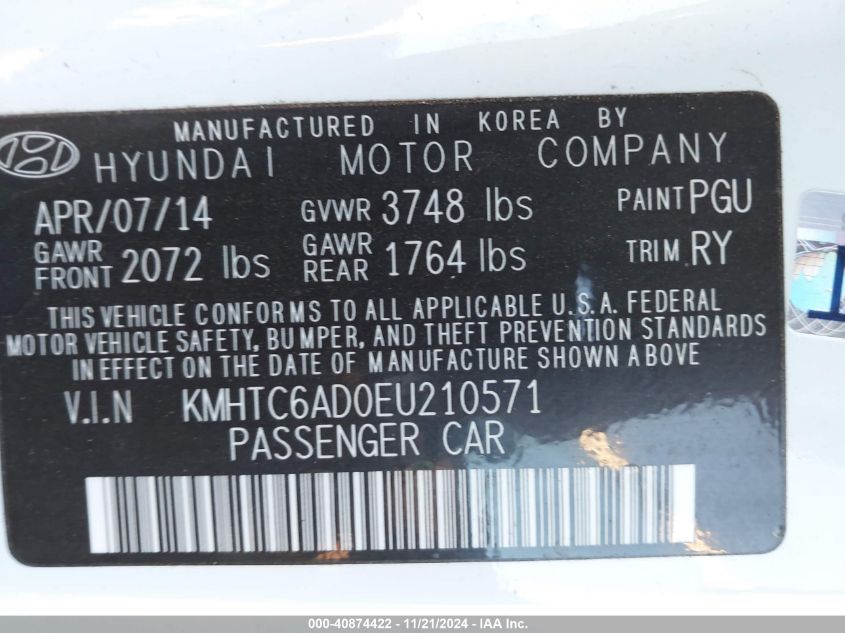 MANUFACTURED IN KOREA BY
HYUNDAI MOTOR COMPANY
APR/07/14 GVWR 3748 lbs PAINT PGU
GAWR FRONT 2072 lbs GAWR REAR 1764 lbs TRIM RY
THIS VEHICLE CONFORMS TO ALL APPLICABLE U.S.A. FEDERAL
MOTOR VEHICLE SAFETY, BUMPER, AND THEFT PREVENTION STANDARDS
IN EFFECT ON THE DATE OF MANUFACTURE SHOWN ABOVE
V.I.N KMHTC6AD0EU210571
PASSENGER CAR
000-40874422 - 11/21/2024 - IAA, Inc.